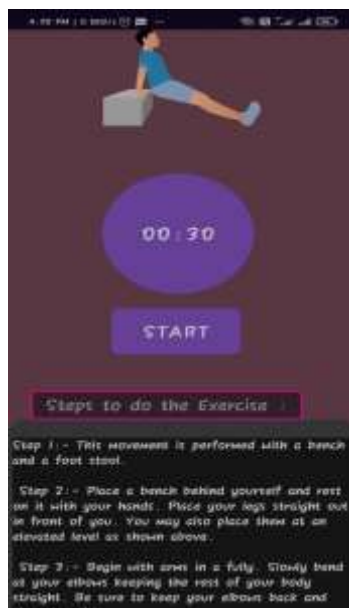 00:30
START
Steps to do the Exercise :
Step 1:- This movement is performed with a bench
and a foot stool.
Step 2:- Place a bench behind yourself and rest
on it with your hands. Place your legs straight out
in front of you. You may also place them at an
elevated level as shown above.
Step 3:- Begin with arms in a fully. Slowly bend
at your elbows keeping the rest of your body
straight. Be sure to keep your elbows back and